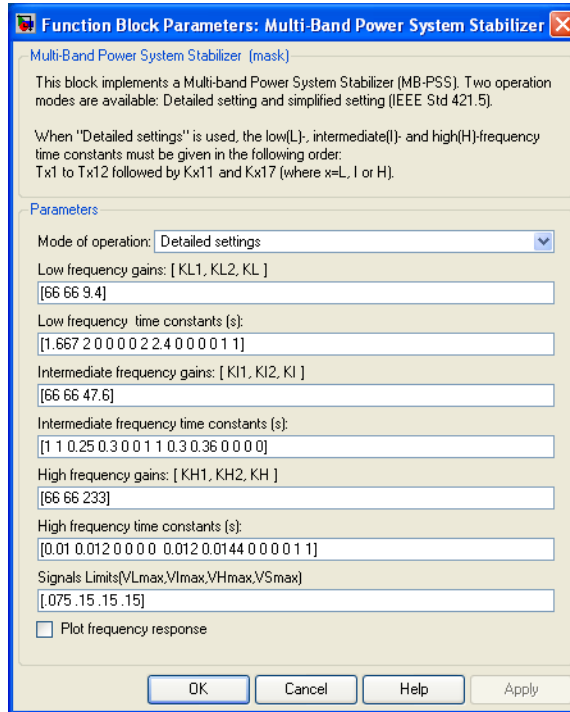 Function Block Parameters: Multi-Band Power System Stabilizer
Multi-Band Power System Stabilizer (mask)
This block implements a Multi-band Power System Stabilizer (MB-PSS). Two operation
modes are available: Detailed setting and simplified setting (IEEE Std 421.5).
When "Detailed settings" is used, the low(L)-, intermediate(I)- and high(H)-frequency
time constants must be given in the following order:
Tx1 to Tx12 followed by Kx11 and Kx17 (where x=L, I or H).
Parameters
Mode of operation: Detailed settings
Low frequency gains: [ KL1, KL2, KL ]
[66 66 9.4]
Low frequency  time constants (s):
[1.667 2 0 0 0 0 2 2.4 0 0 0 0 1 1]
Intermediate frequency gains: [ KI1, KI2, KI ]
[66 66 47.6]
Intermediate frequency time constants (s):
[1 1 0.25 0.3 0 0 1 1 0.3 0.36 0 0 0 0]
High frequency gains: [ KH1, KH2, KH ]
[66 66 233]
High frequency time constants (s):
[0.01 0.012 0 0 0 0  0.012 0.0144 0 0 0 0 1 1]
Signals Limits(VLmax,VImax,VHmax,VSmax)
[.075 .15 .15 .15]
Plot frequency response
OK Cancel Help Apply